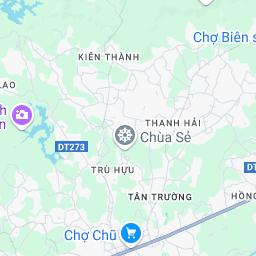 Chợ Biên s
KIÊN THÀNH
LAO
h
n
THANH HẢI
Chùa Sẻ
DT273
TRÙ HỰU
TÂN TRƯỜNG
HỒNG
Chợ Chũ